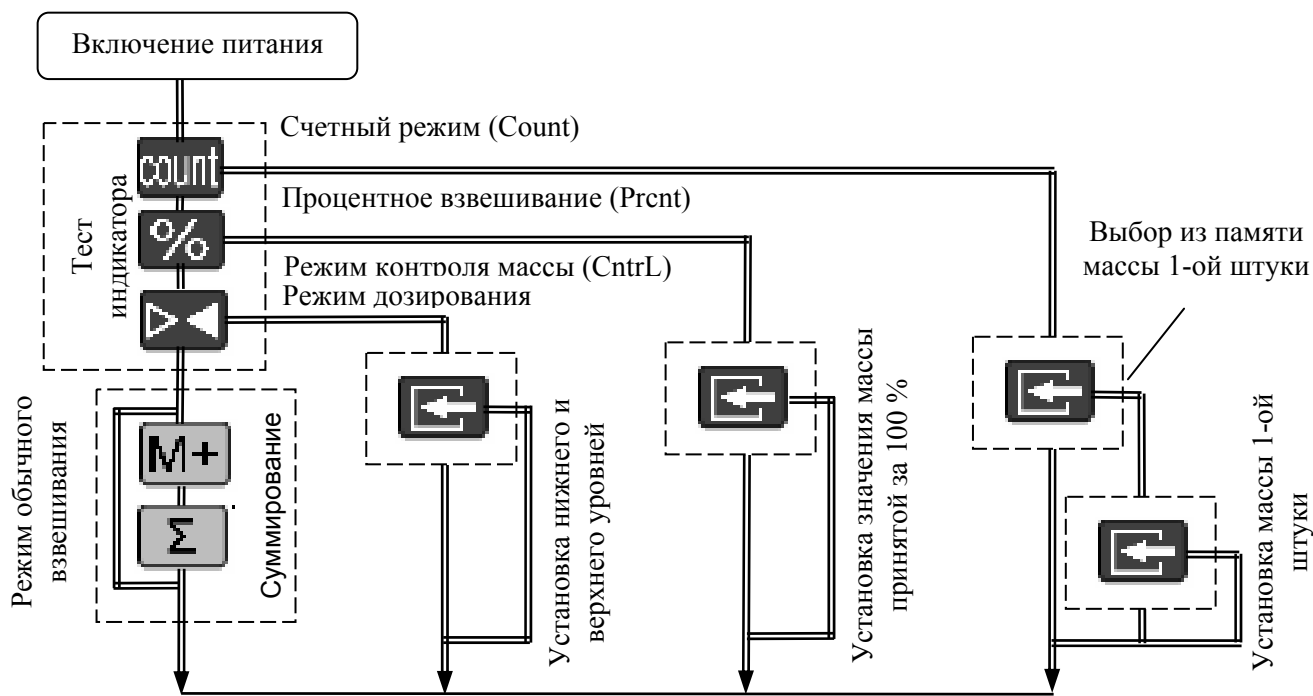 Включение питания
Счетный режим (Count)
count
Процентное взвешивание (Prcnt)
%
Тест
индикатора
Режим контроля массы (CntrL)
Режим дозирования
Выбор из памяти
массы 1-ой штуки
Режим обычного
взвешивания
M+
Σ
Суммирование
Установка нижнего и
верхнего уровней
Установка значения массы
принятой за 100 %
Установка массы 1-ой
штуки